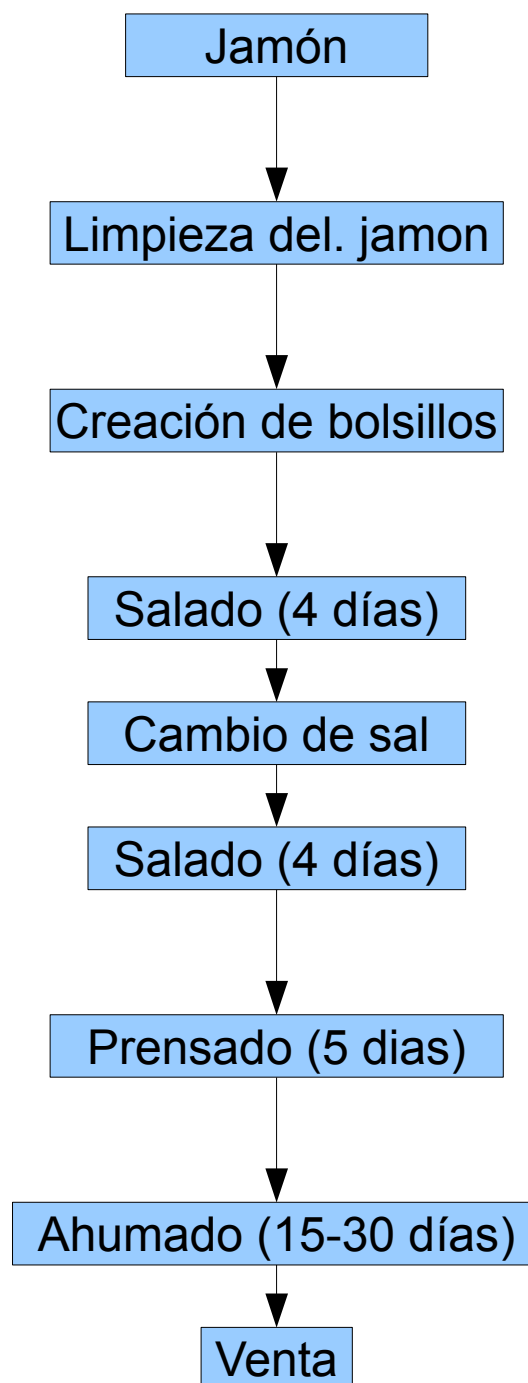 Jamón
Limpieza del. jamon
Creación de bolsillos
Salado (4 días)
Cambio de sal
Salado (4 días)
Prensado (5 dias)
Ahumado (15-30 días)
Venta